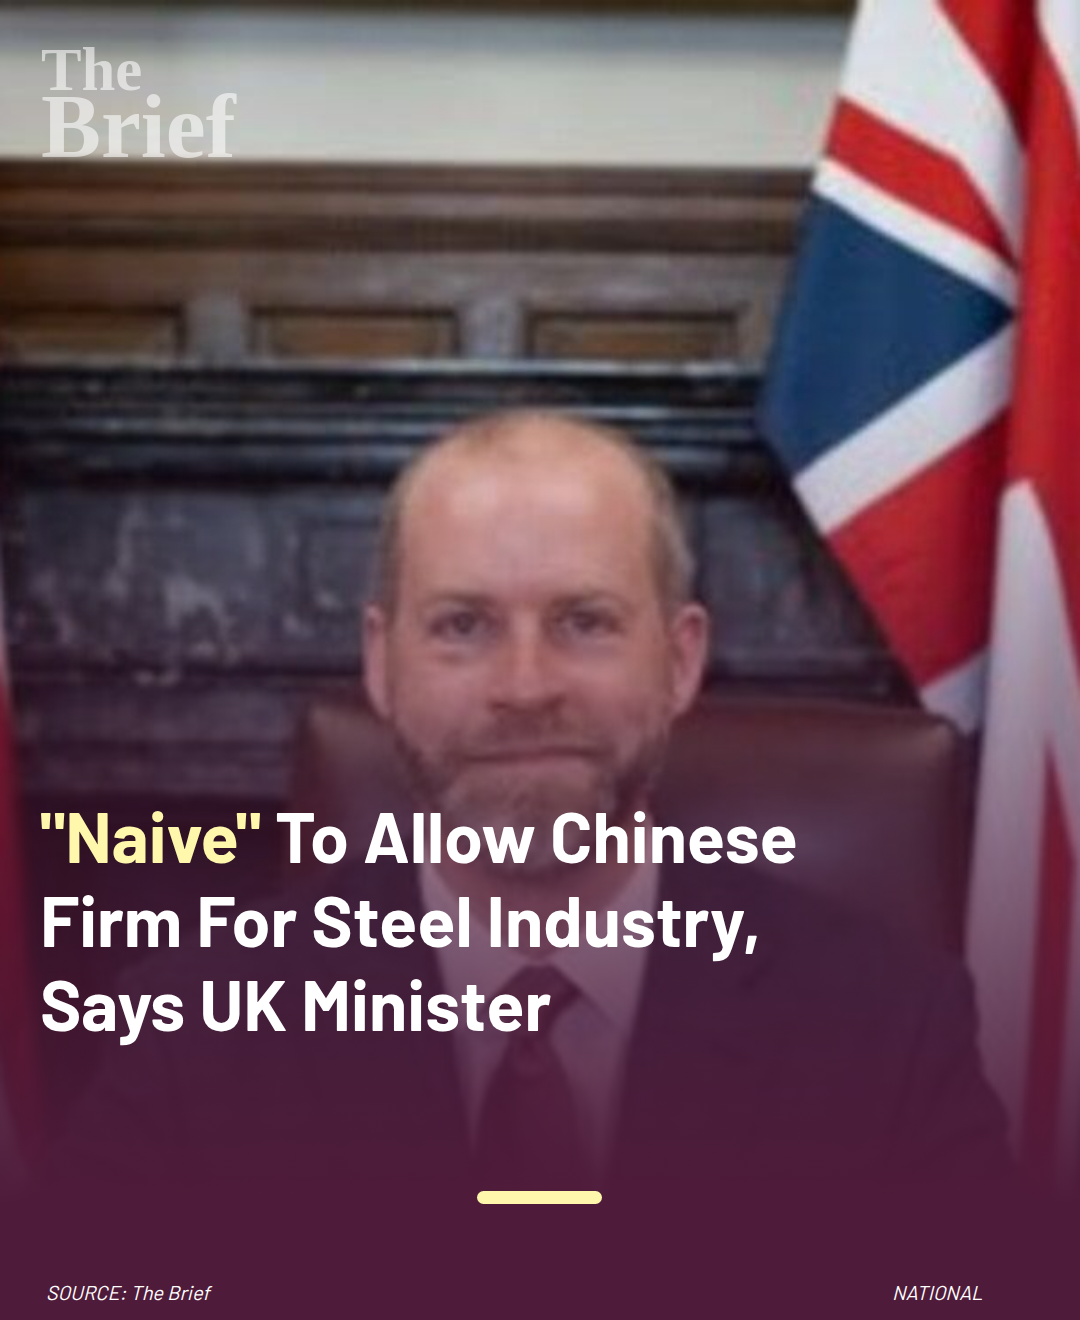 The
Brief
"Naive" To Allow Chinese
Firm For Steel Industry,
Says UK Minister
SOURCE: The Brief
NATIONAL